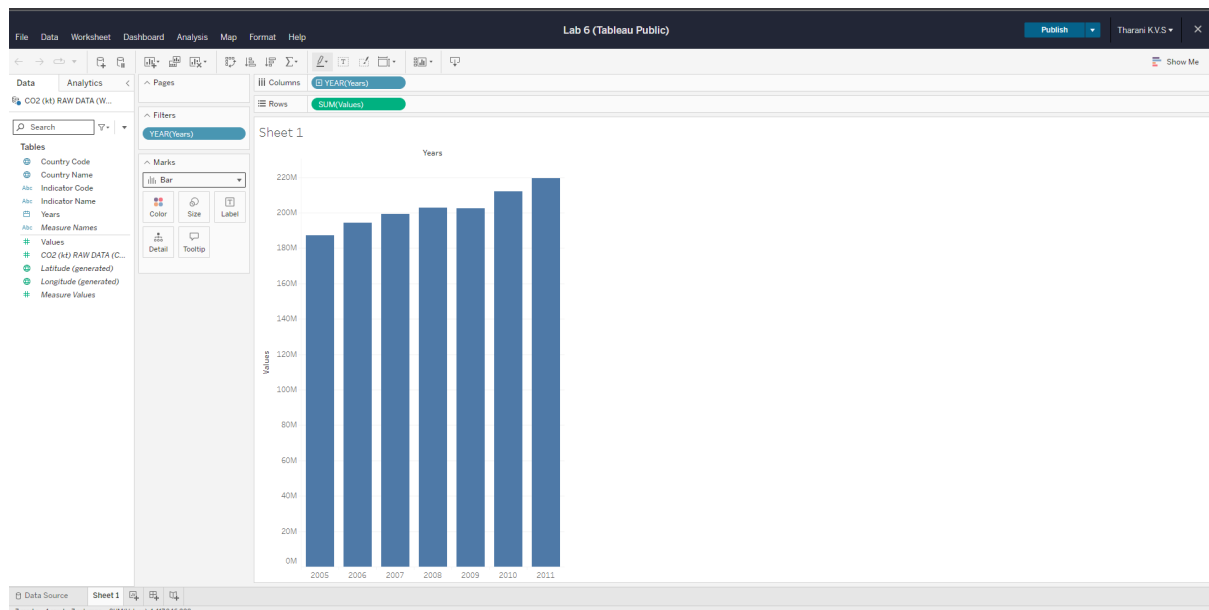 Lab 6 (Tableau Public)
File Data Worksheet Dashboard Analysis Map Format Help
Publish
Tharani K.V.S
Show Me
Data Analytics
CO2 (kt) RAW DATA (W...
Search
Tables
Country Code
Country Name
Abc Indicator Code
Abc Indicator Name
Years
Abc Measure Names
# Values
# CO2 (kt) RAW DATA (C...
Latitude (generated)
Longitude (generated)
# Measure Values
Pages
Filters
YEAR(Years)
Marks
Bar
Color Size Label
Detail Tooltip
Columns YEAR(Years)
Rows SUM(Values)
Sheet 1
Years
Values
220M
200M
180M
160M
140M
120M
100M
80M
60M
40M
20M
0M
2005 2006 2007 2008 2009 2010 2011
Data Source Sheet 1